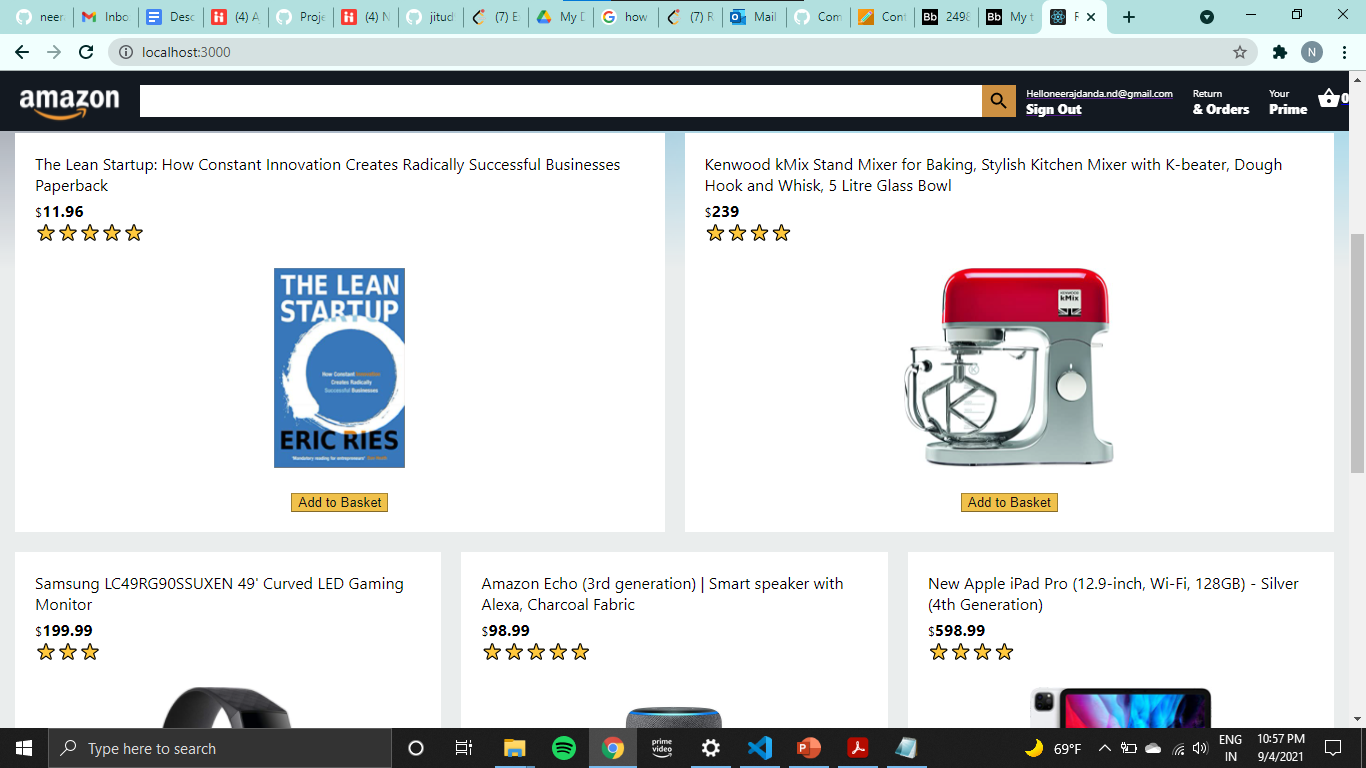 neer
Inbo
Desc
(4) A
Proje
(4) N
jitud
(7) E
My D
how
(7) R
Mail
Com
Cont
Bb
2498
Bb
My t
localhost:3000
N
amazon
Helloneerajdanda.nd@gmail.com
Sign Out
Return
& Orders
Your
Prime
0
The Lean Startup: How Constant Innovation Creates Radically Successful Businesses
Paperback
$11.96
THE LEAN
STARTUP
How Constant Innovation
Creates Radically
Successful Businesses
ERIC RIES
Add to Basket
Kenwood kMix Stand Mixer for Baking, Stylish Kitchen Mixer with K-beater, Dough
Hook and Whisk, 5 Litre Glass Bowl
$239
KENWOOD
kMix
Add to Basket
Samsung LC49RG90SSUXEN 49' Curved LED Gaming
Monitor
$199.99
Amazon Echo (3rd generation) | Smart speaker with
Alexa, Charcoal Fabric
$98.99
New Apple iPad Pro (12.9-inch, Wi-Fi, 128GB) - Silver
(4th Generation)
$598.99
Type here to search
prime
video
69°F
ENG
IN
10:57 PM
9/4/2021